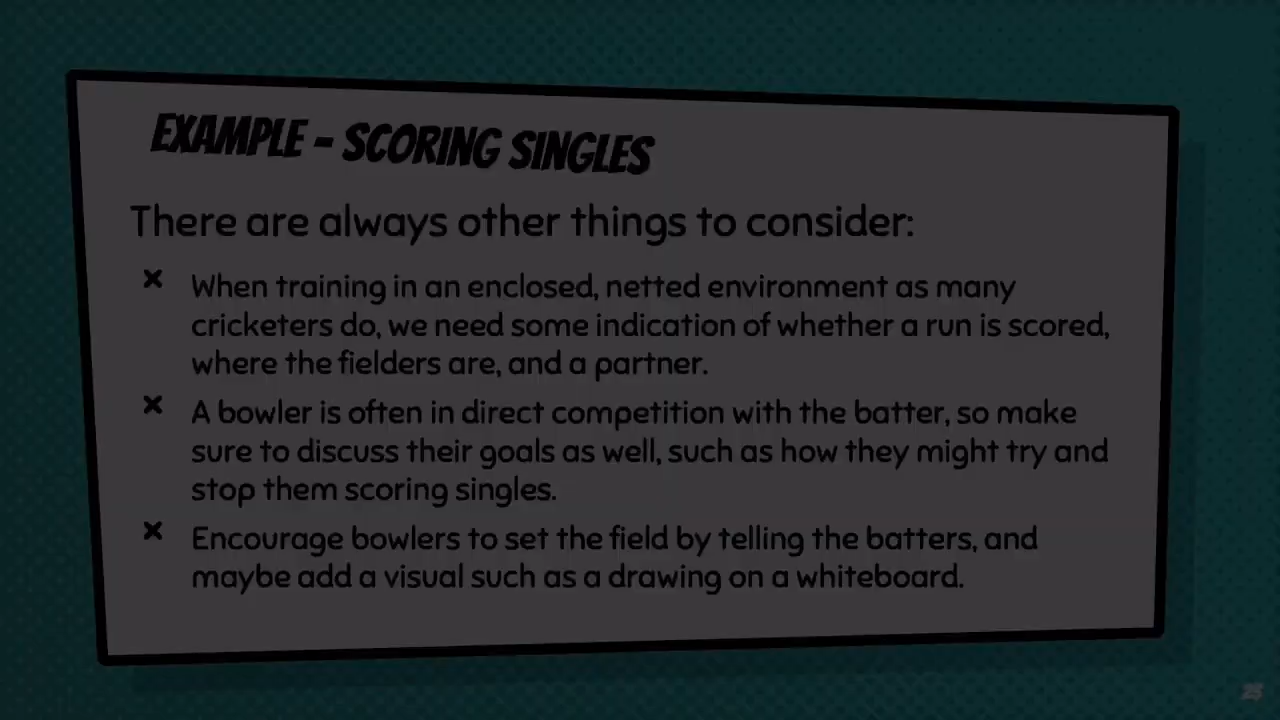 EXAMPLE - SCORING SINGLES
There are always other things to consider:
× When training in an enclosed, netted environment as many
cricketers do, we need some indication of whether a run is scored,
where the fielders are, and a partner.
× A bowler is often in direct competition with the batter, so make
sure to discuss their goals as well, such as how they might try and
stop them scoring singles.
× Encourage bowlers to set the field by telling the batters, and
maybe add a visual such as a drawing on a whiteboard.
25